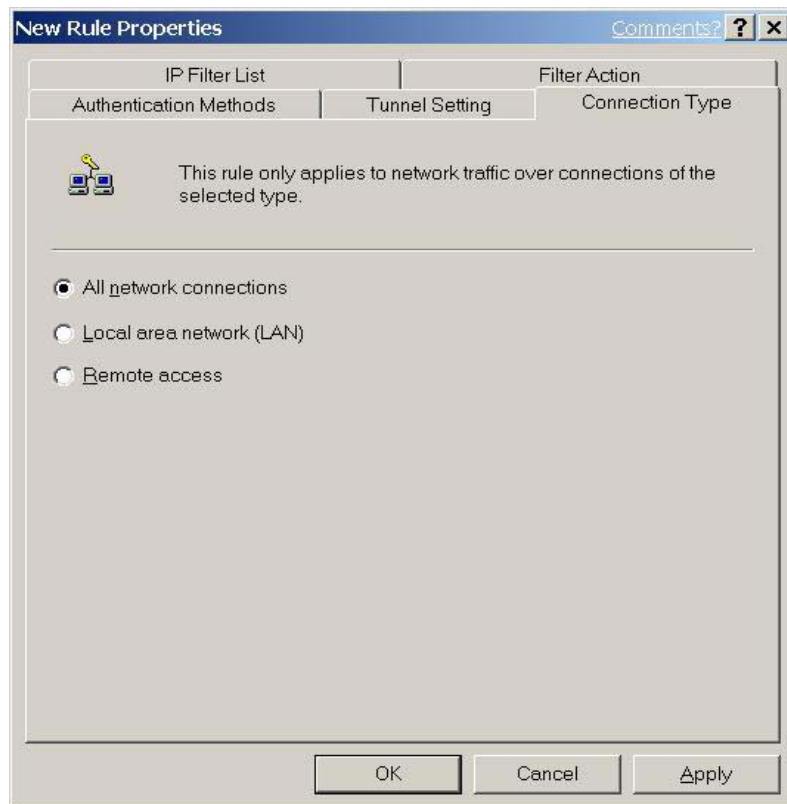 New Rule Properties Comments? ? ×
IP Filter List Filter Action
Authentication Methods Tunnel Setting Connection Type
This rule only applies to network traffic over connections of the
selected type.
All network connections
Local area network (LAN)
Remote access
OK Cancel Apply